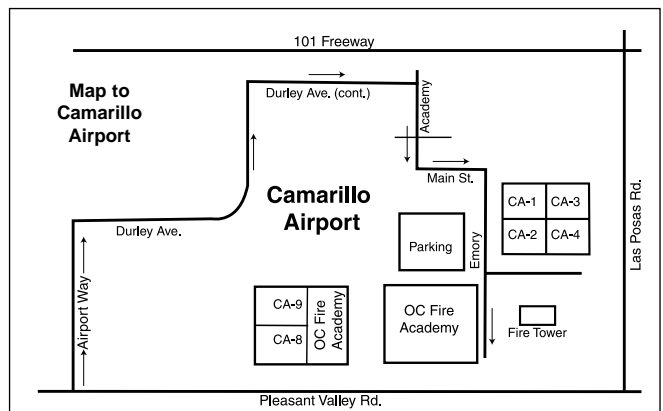 101 Freeway
Map to
Camarillo
Airport
Durley Ave. (cont.)
Academy
Main St.
Camarillo
Airport
CA-1
CA-3
CA-2
CA-4
Las Posas Rd.
Durley Ave.
Parking
Emory
Airport Way
CA-9
CA-8
OC Fire
Academy
OC Fire
Academy
Fire Tower
Pleasant Valley Rd.